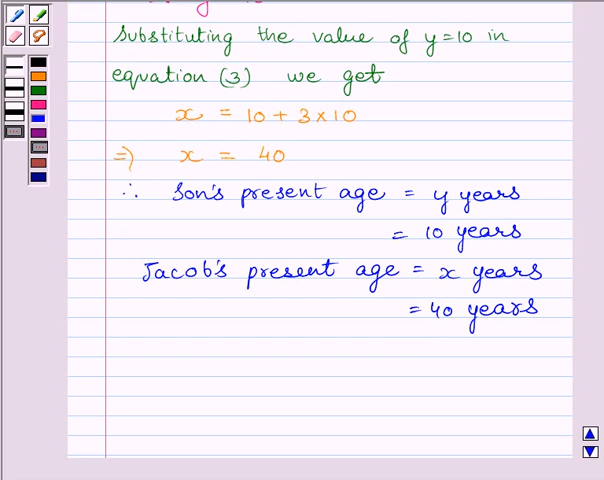 substituting the value of y=10 in
equation (3) we get
x = 10 + 3 × 10
=) x = 40
∴ Son's present age = y years
= 10 years
Jacob's present age = x years
= 40 years